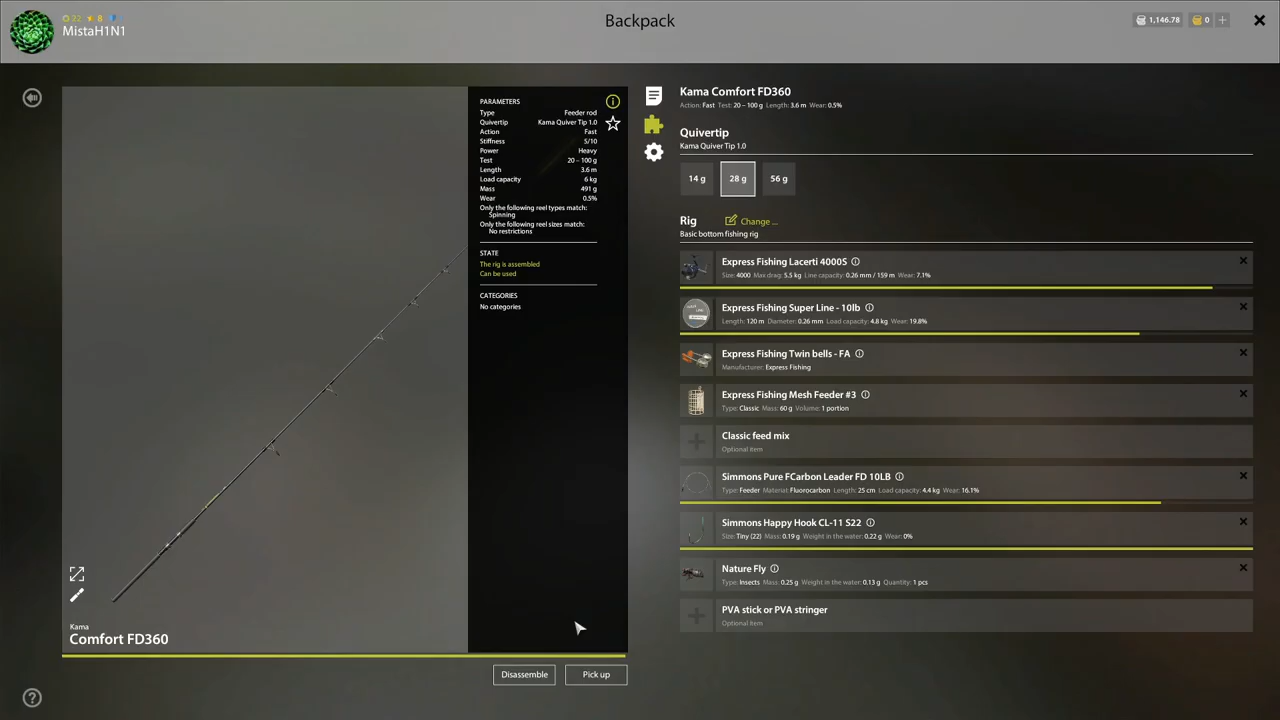 22 8
MistaH1N1
Backpack
1,146.78
0
PARAMETERS
Type Feeder rod
Quivertip Kama Quiver Tip 1.0
Action Fast
Stiffness 5/10
Power Heavy
Test 20 – 100 g
Length 3.6 m
Load capacity 6 kg
Mass 491 g
Wear 0.5%
Only the following reel types match:
Spinning
Only the following reel sizes match:
No restrictions
STATE
The rig is assembled
Can be used
CATEGORIES
No categories
Kama
Comfort FD360
Disassemble
Pick up
Kama Comfort FD360
Action: Fast Test: 20 – 100 g Length: 3.6 m Wear: 0.5%
Quivertip
Kama Quiver Tip 1.0
14 g
28 g
56 g
Rig Change ...
Basic bottom fishing rig
Express Fishing Lacerti 4000S
Size: 4000 Max drag: 5.5 kg Line capacity: 0.26 mm / 159 m Wear: 7.1%
Express Fishing Super Line - 10lb
Length: 120 m Diameter: 0.26 mm Load capacity: 4.8 kg Wear: 19.8%
Express Fishing Twin bells - FA
Manufacturer: Express Fishing
Express Fishing Mesh Feeder #3
Type: Classic Mass: 60 g Volume: 1 portion
Classic feed mix
Optional item
Simmons Pure FCarbon Leader FD 10LB
Type: Feeder Material: Fluorocarbon Length: 25 cm Load capacity: 4.4 kg Wear: 16.1%
Simmons Happy Hook CL-11 S22
Size: Tiny (22) Mass: 0.19 g Weight in the water: 0.22 g Wear: 0%
Nature Fly
Type: Insects Mass: 0.25 g Weight in the water: 0.13 g Quantity: 1 pcs
PVA stick or PVA stringer
Optional item